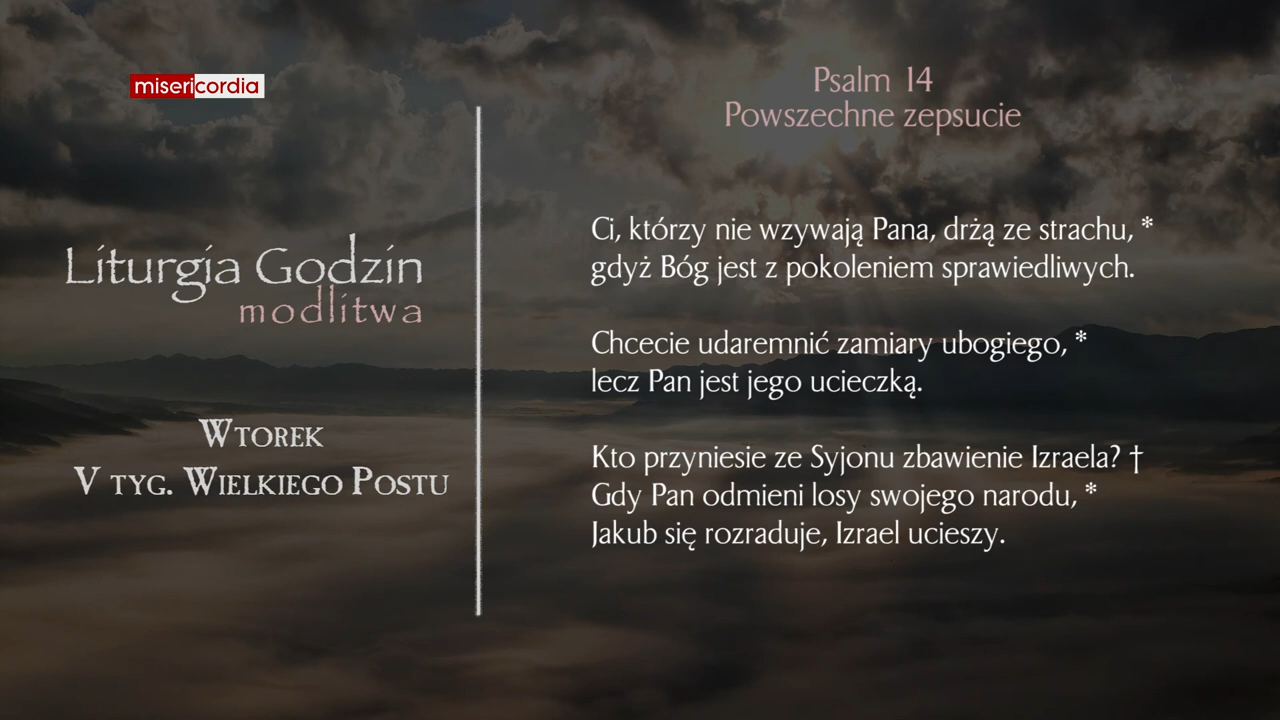 misericordia
Liturgia Godzin
modlitwa
Wtorek
V tyg. Wielkiego Postu
Psalm 14
Powszechne zepsucie
Ci, którzy nie wzywają Pana, drżą ze strachu, *
gdyż Bóg jest z pokoleniem sprawiedliwych.
Chcecie udaremnić zamiary ubogiego, *
lecz Pan jest jego ucieczką.
Kto przyniesie ze Syjonu zbawienie Izraela? †
Gdy Pan odmieni losy swojego narodu, *
Jakub się rozraduje, Izrael ucieszy.